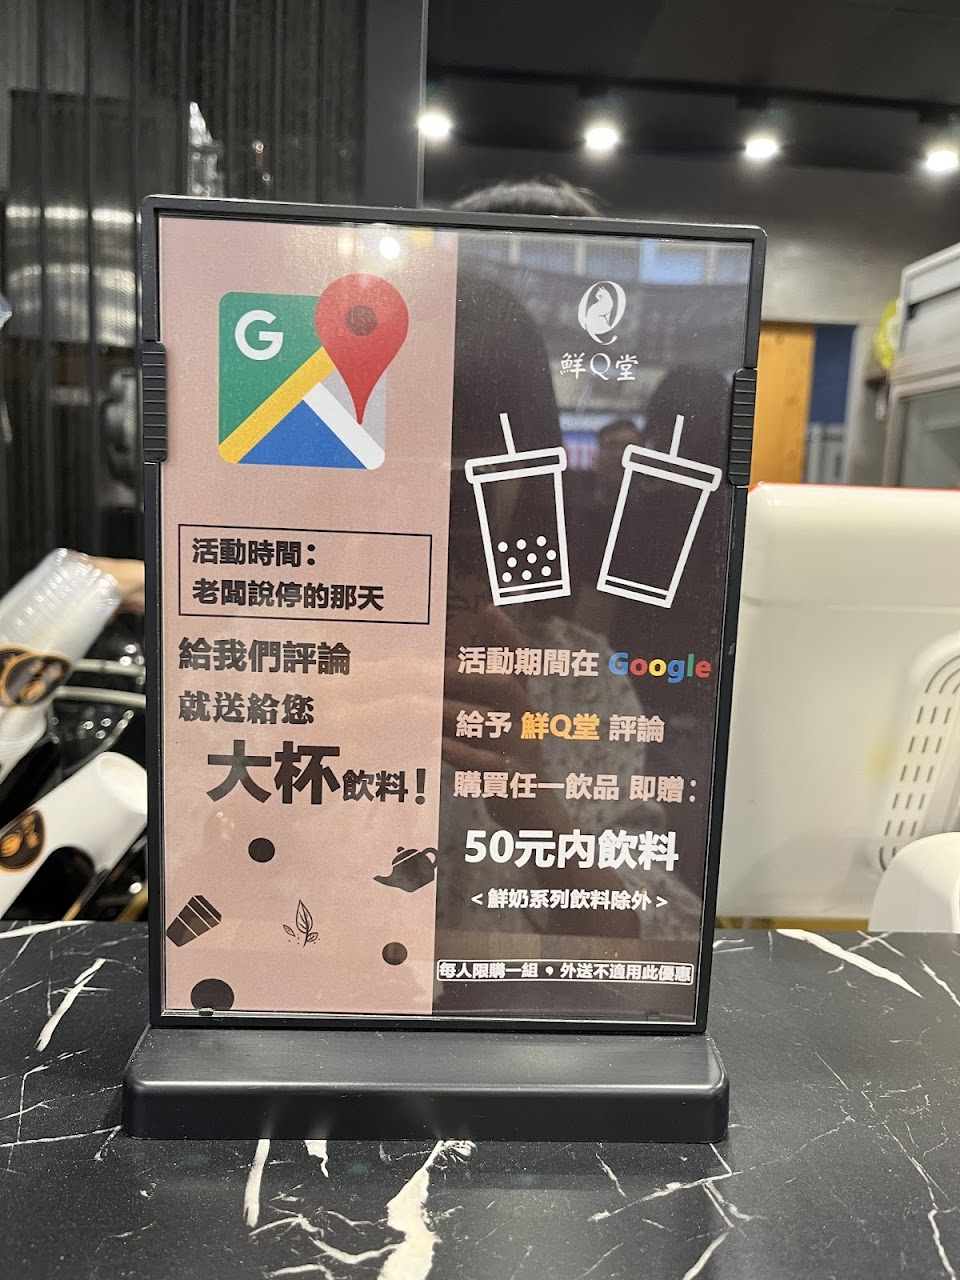 G
活動時間：
老闆說停的那天
給我們評論
就送給您
大杯飲料！
鮮Q堂
活動期間在 Google
給予 鮮Q堂 評論
購買任一飲品 即贈：
50元內飲料
<鮮奶系列飲料除外>
每人限購一組，外送不適用此優惠